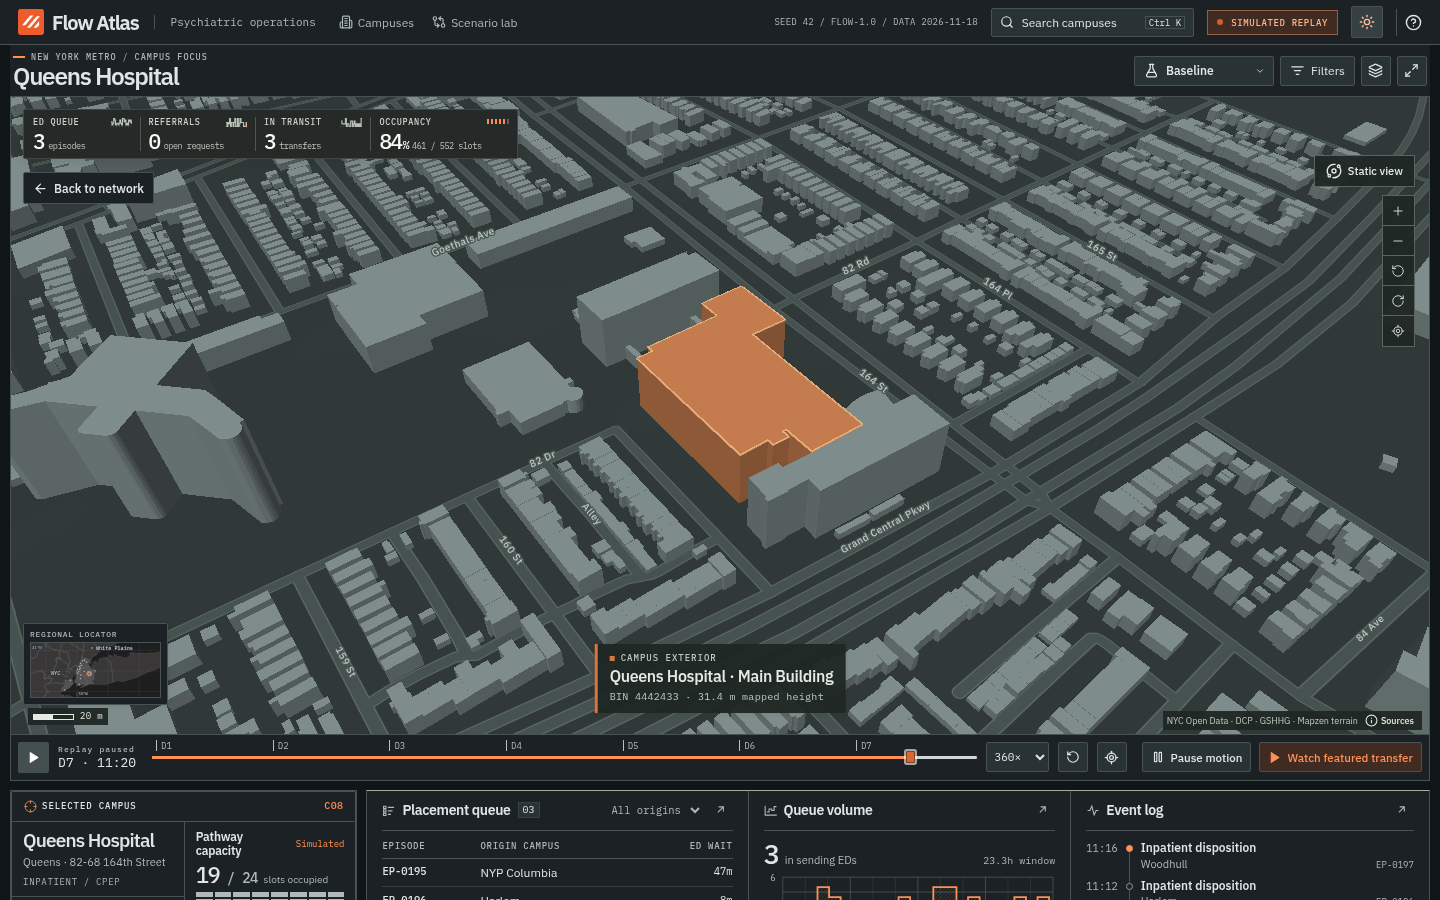 Flow Atlas
Psychiatric operations
Campuses
Scenario lab
SEED 42 / FLOW-1.0 / DATA 2026-11-18
Search campuses
Ctrl K
SIMULATED REPLAY
NEW YORK METRO / CAMPUS FOCUS
Queens Hospital
Baseline
Filters
ED QUEUE
3 episodes
REFERRALS
0 open requests
IN TRANSIT
3 transfers
OCCUPANCY
84% 461 / 552 slots
Back to network
Static view
Goethals Ave
82 Rd
165 St
164 Pl
164 St
82 Dr
Alley
160 St
Grand Central Pkwy
159 St
84 Ave
REGIONAL LOCATOR
White Plains
NYC
20 m
CAMPUS EXTERIOR
Queens Hospital · Main Building
BIN 4442433 · 31.4 m mapped height
NYC Open Data · DCP · GSHHG · Mapzen terrain
Sources
Replay paused
D7 · 11:20
D1
D2
D3
D4
D5
D6
D7
360×
Pause motion
Watch featured transfer
SELECTED CAMPUS
C08
Queens Hospital
Queens · 82-68 164th Street
INPATIENT / CPEP
Pathway capacity
Simulated
19 / 24 slots occupied
Placement queue 03
All origins
EPISODE ORIGIN CAMPUS ED WAIT
EP-0195 NYP Columbia 47m
Queue volume
3 in sending EDs
23.3h window
6
Event log
11:16 Inpatient disposition
Woodhull EP-0197
11:12 Inpatient disposition